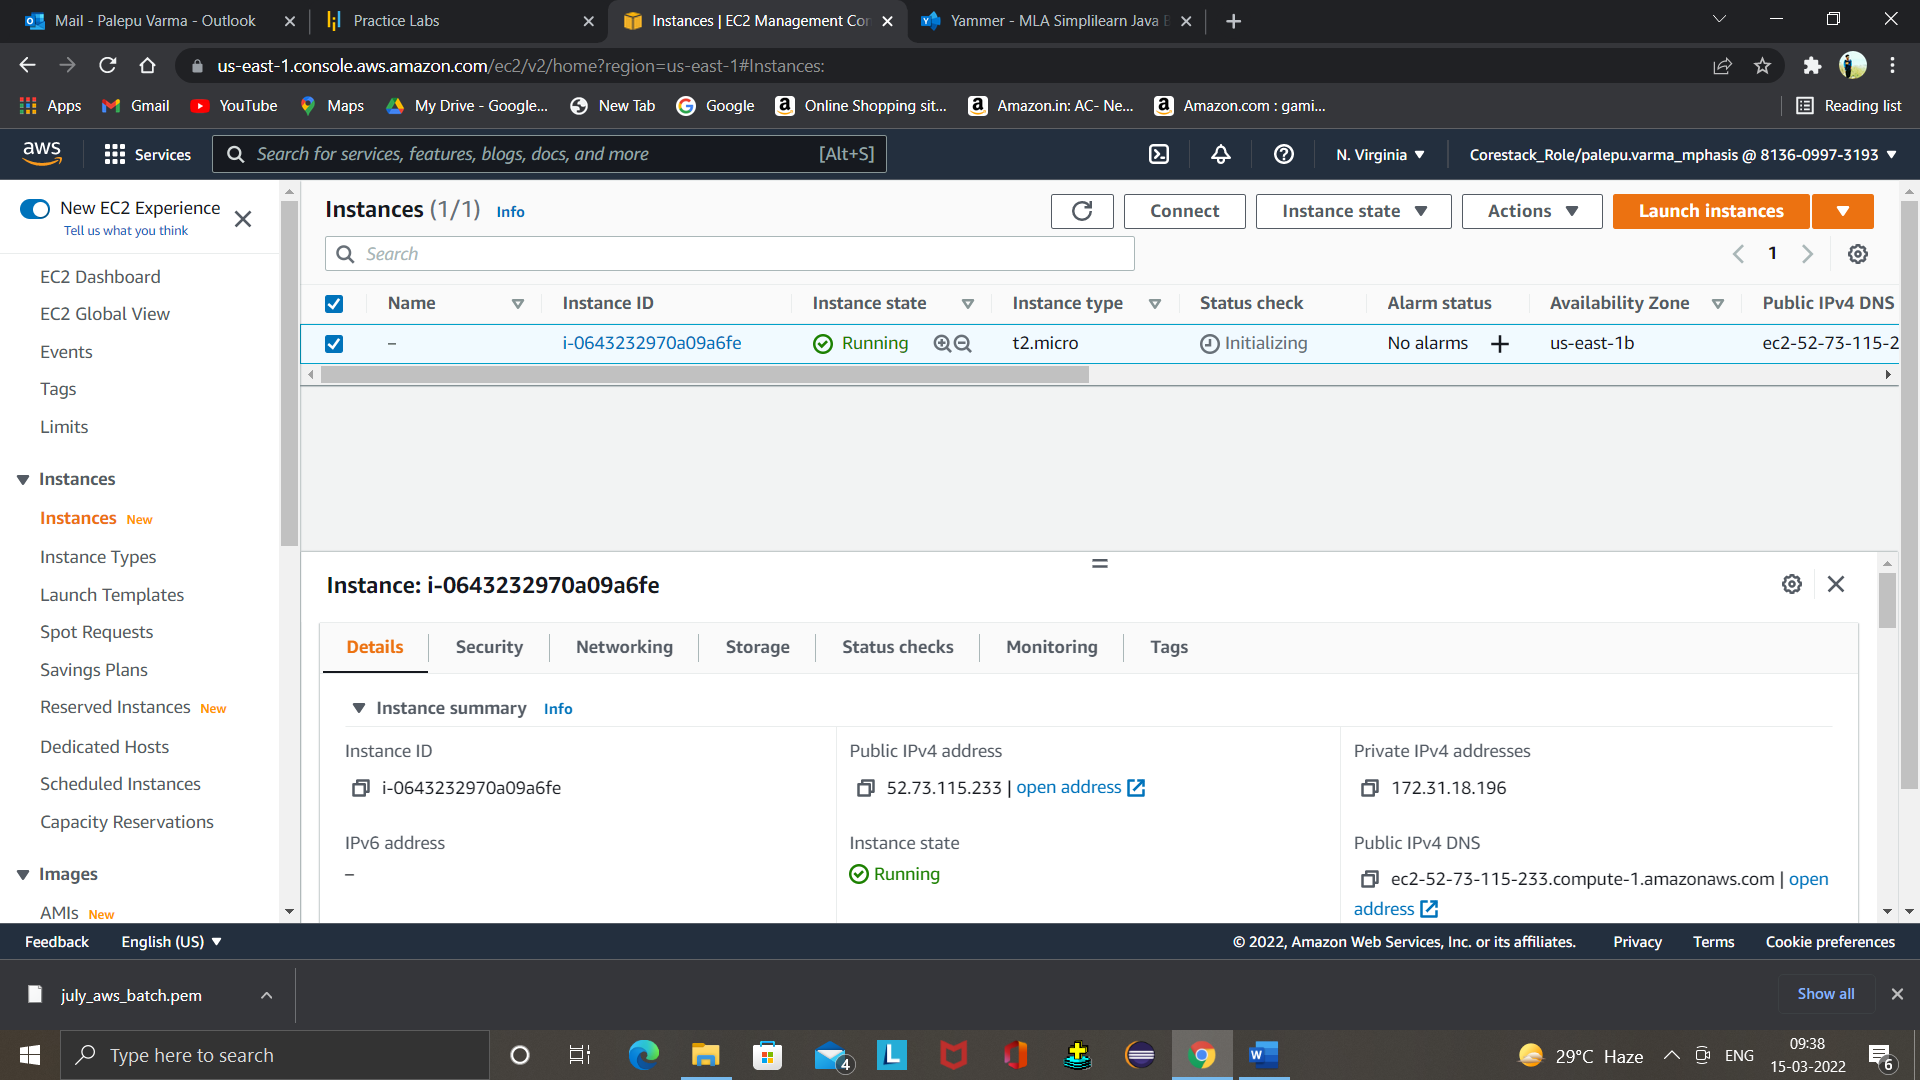 Mail - Palepu Varma - Outlook
Practice Labs
Instances | EC2 Management Con
Yammer - MLA Simplilearn Java B
us-east-1.console.aws.amazon.com/ec2/v2/home?region=us-east-1#Instances:
Apps
Gmail
YouTube
Maps
My Drive - Google...
New Tab
Google
Online Shopping sit...
Amazon.in: AC- Ne...
Amazon.com : gami...
Reading list
aws
Services
Search for services, features, blogs, docs, and more
[Alt+S]
N. Virginia
Corestack_Role/palepu.varma_mphasis @ 8136-0997-3193
New EC2 Experience
Tell us what you think
EC2 Dashboard
EC2 Global View
Events
Tags
Limits
Instances
Instances New
Instance Types
Launch Templates
Spot Requests
Savings Plans
Reserved Instances New
Dedicated Hosts
Scheduled Instances
Capacity Reservations
Images
AMIs New
Instances (1/1) Info
Connect
Instance state
Actions
Launch instances
Search
1
Name
Instance ID
Instance state
Instance type
Status check
Alarm status
Availability Zone
Public IPv4 DNS
–
i-0643232970a09a6fe
Running
t2.micro
Initializing
No alarms
us-east-1b
ec2-52-73-115-2
Instance: i-0643232970a09a6fe
Details
Security
Networking
Storage
Status checks
Monitoring
Tags
Instance summary Info
Instance ID
i-0643232970a09a6fe
Public IPv4 address
52.73.115.233 | open address
Private IPv4 addresses
172.31.18.196
IPv6 address
–
Instance state
Running
Public IPv4 DNS
ec2-52-73-115-233.compute-1.amazonaws.com | open
address
Feedback
English (US)
© 2022, Amazon Web Services, Inc. or its affiliates.
Privacy
Terms
Cookie preferences
july_aws_batch.pem
Show all
Type here to search
4
L
W
29°C Haze
ENG
09:38
15-03-2022
6